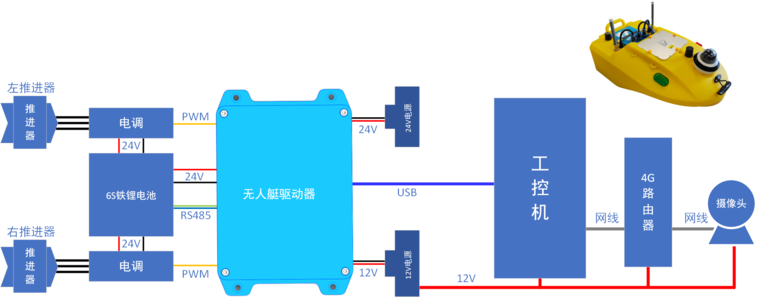 左推进器
推进器
电调
PWM
24V
24V电源
24V
24V
6S铁锂电池
RS485
无人艇驱动器
USB
工控机
4G路由器
网线
网线
摄像头
右推进器
24V
推进器
电调
PWM
12V
12V电源
12V